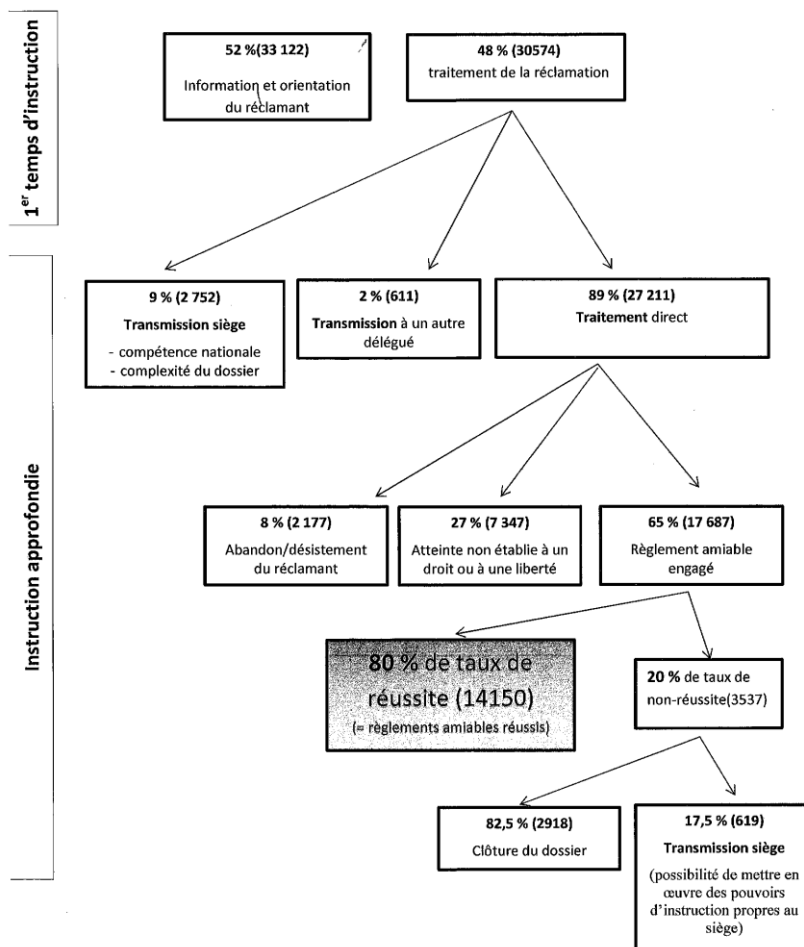 1er temps d'instruction
52 %(33 122)
Information et orientation
du réclamant
48 % (30574)
traitement de la réclamation
Instruction approfondie
9 % (2 752)
Transmission siège
- compétence nationale
- complexité du dossier
2 % (611)
Transmission à un autre
délégué
89 % (27 211)
Traitement direct
8 % (2 177)
Abandon/désistement
du réclamant
27 % (7 347)
Atteinte non établie à un
droit ou à une liberté
65 % (17 687)
Règlement amiable
engagé
80 % de taux de
réussite (14150)
(= règlements amiables réussis)
20 % de taux de
non-réussite(3537)
82,5 % (2918)
Clôture du dossier
17,5 % (619)
Transmission siège
(possibilité de mettre en
œuvre des pouvoirs
d'instruction propres au
siège)